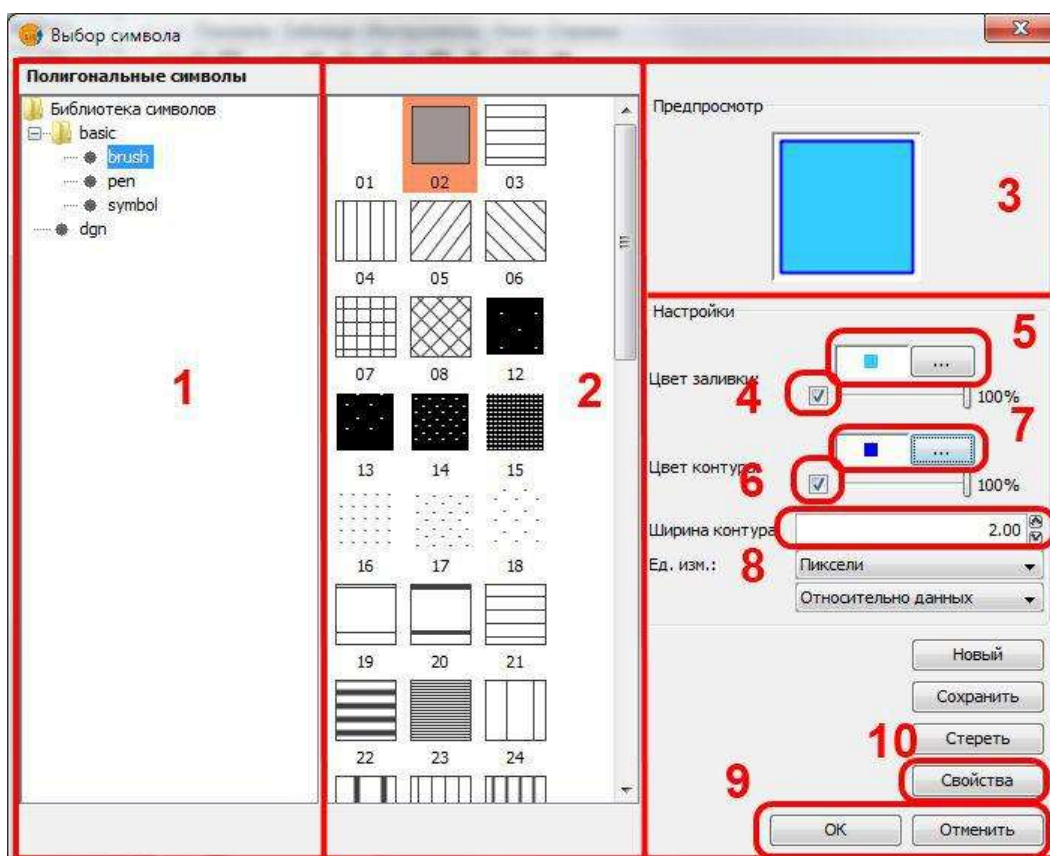 Выбор символа
Полигональные символы
Библиотека символов
basic
brush
pen
symbol
dgn
1
01 02 03
04 05 06
07 08 12
13 14 15
16 17 18
19 20 21
22 23 24
2
Предпросмотр
3
Настройки
5
Цвет заливки:
...
4
100%
7
Цвет контура:
...
6
100%
Ширина контура
2.00
8
Ед. изм.:
Пиксели
Относительно данных
Новый
Сохранить
Стереть
10
Свойства
9
OK
Отменить